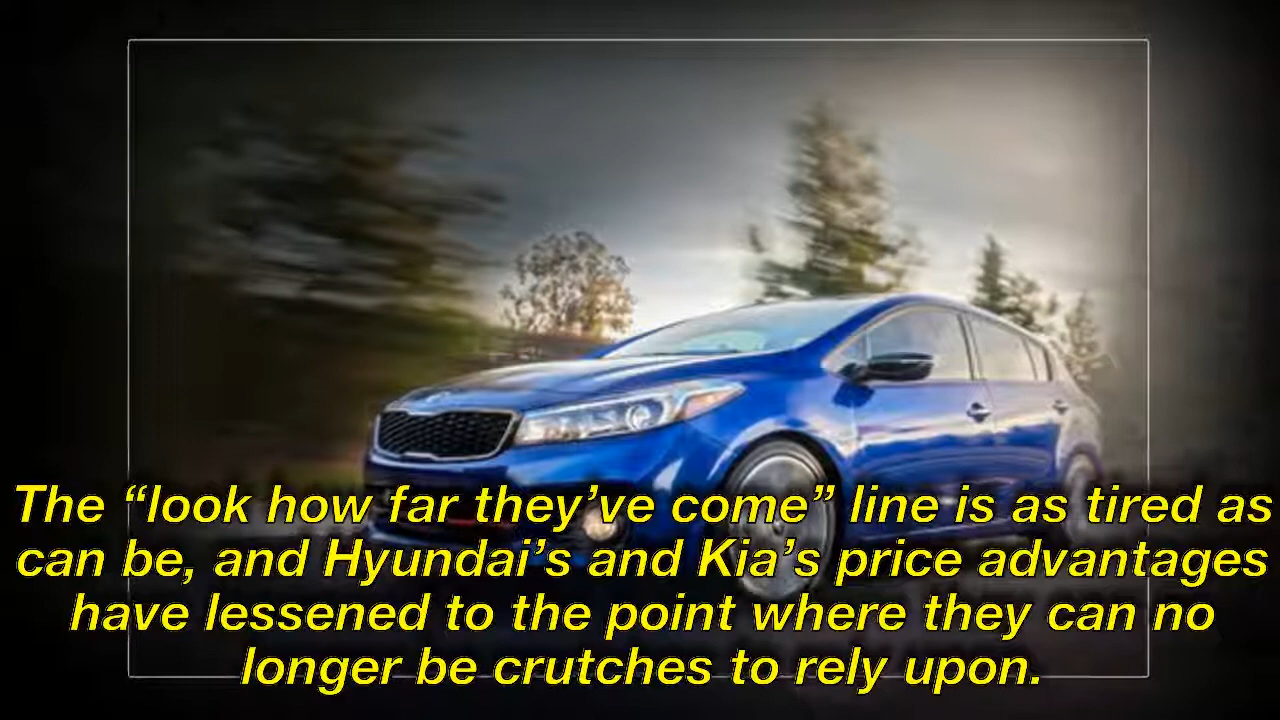 The “look how far they’ve come” line is as tired as
can be, and Hyundai’s and Kia’s price advantages
have lessened to the point where they can no
longer be crutches to rely upon.